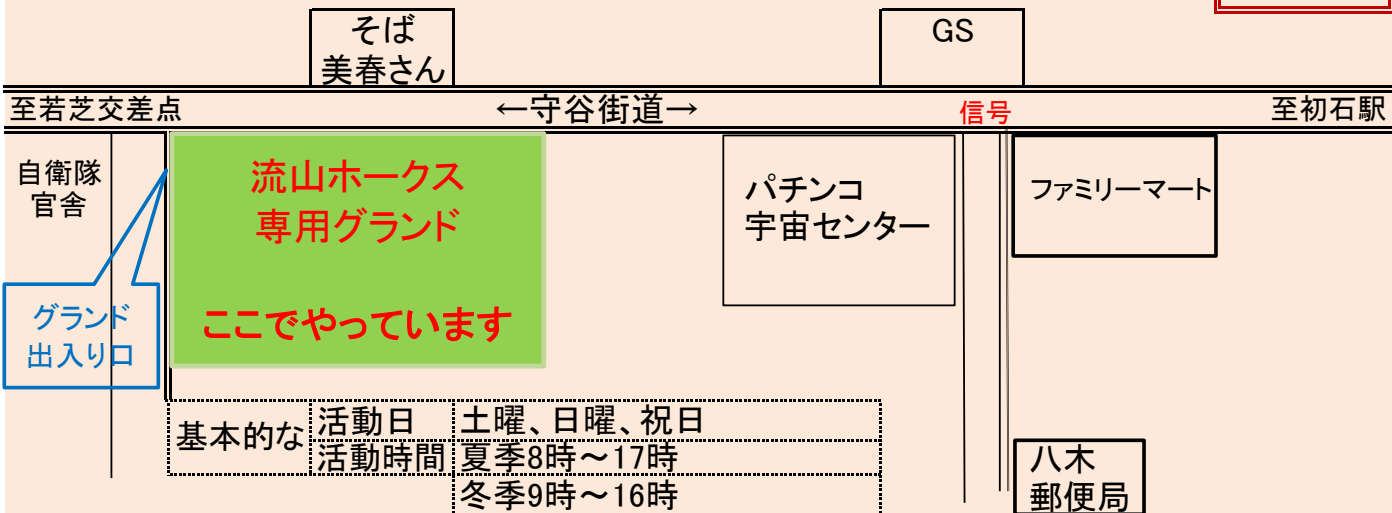 そば
美春さん
GS
至若芝交差点
←守谷街道→
信号
至初石駅
自衛隊
官舎
流山ホークス
専用グランド
ここでやっています
パチンコ
宇宙センター
ファミリーマート
グランド
出入り口
基本的な 活動日 土曜、日曜、祝日
活動時間 夏季8時～17時
冬季9時～16時
八木
郵便局